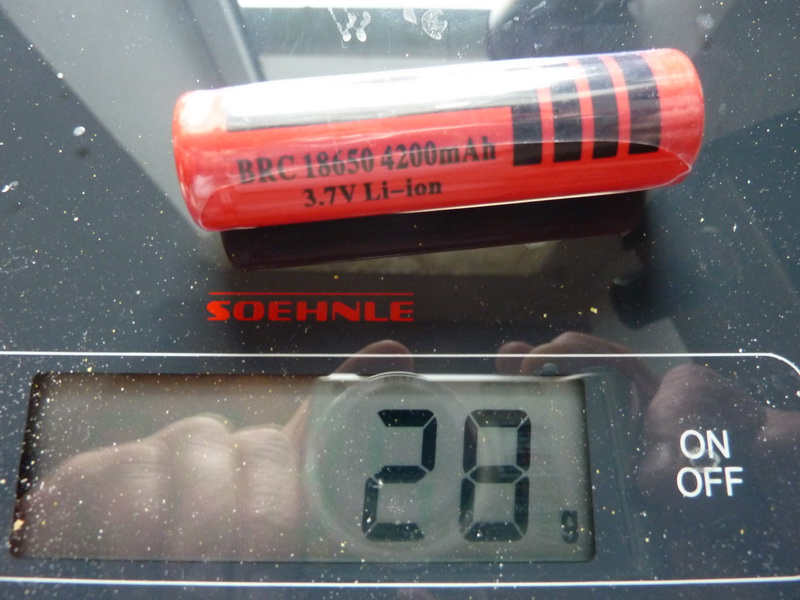 BRC 18650 4200mAh
3.7V Li-ion
SOEHNLE
28 g
ON
OFF